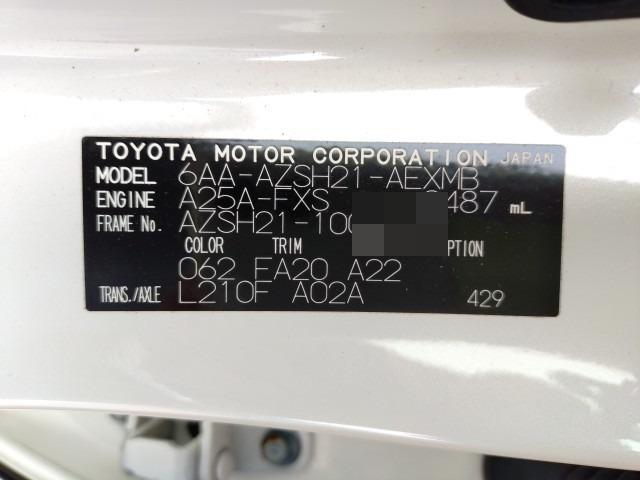 TOYOTA MOTOR CORPORATION JAPAN
MODEL 6AA-AZSH21-AEXMB
ENGINE A25A-FXS 487 mL
FRAME No. AZSH21-10
COLOR TRIM PTION
062 FA20 A22
TRANS./AXLE L210F A02A 429